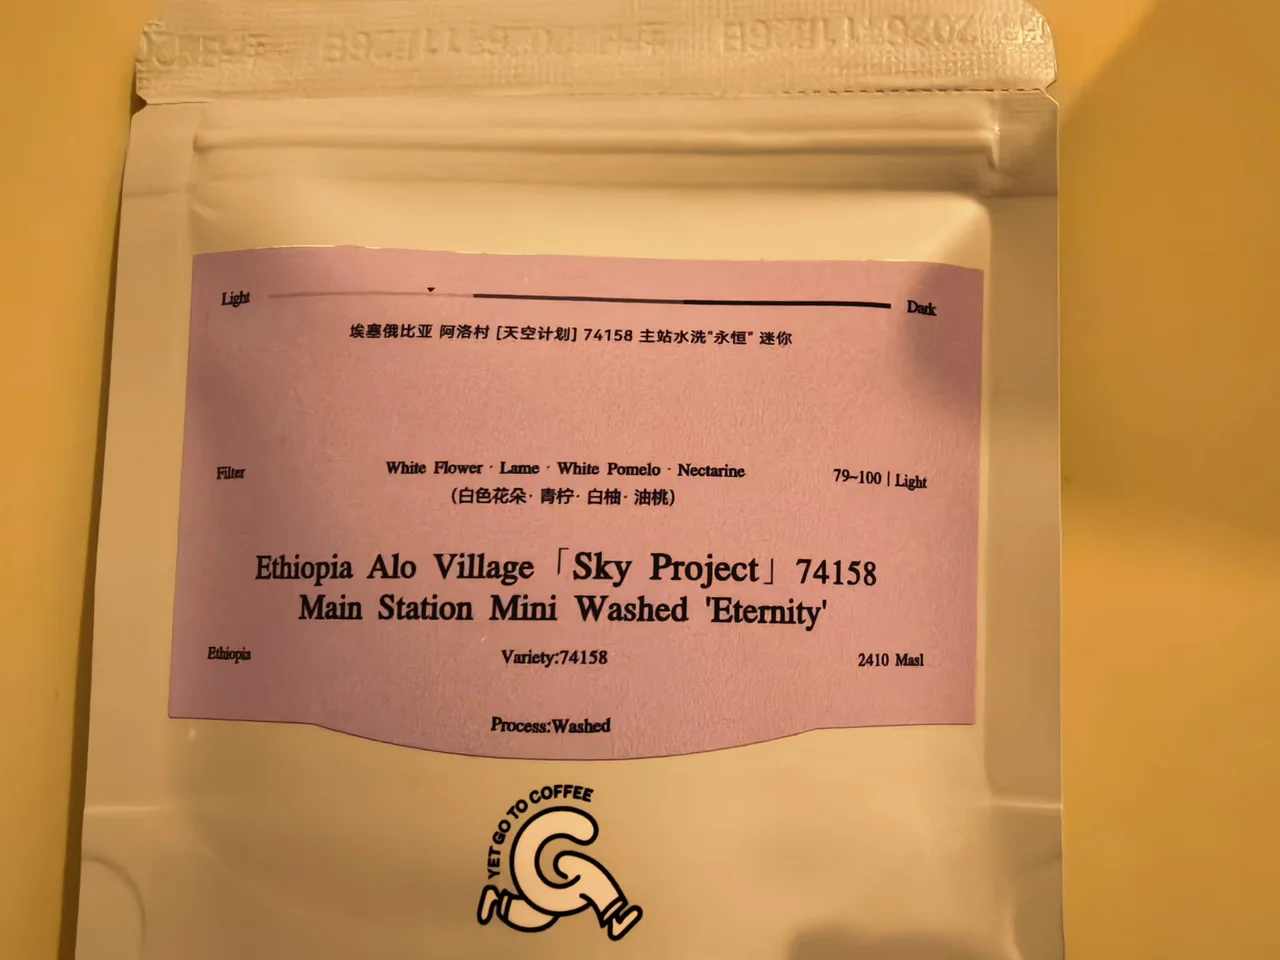 Light Dark
埃塞俄比亚 阿洛村 [天空计划] 74158 主站水洗"永恒" 迷你
Filter White Flower · Lame · White Pomelo · Nectarine 79~100 | Light
（白色花朵· 青柠· 白柚· 油桃）
Ethiopia Alo Village「Sky Project」74158
Main Station Mini Washed 'Eternity'
Ethiopia Variety:74158 2410 Masl
Process:Washed
YET GO TO COFFEE